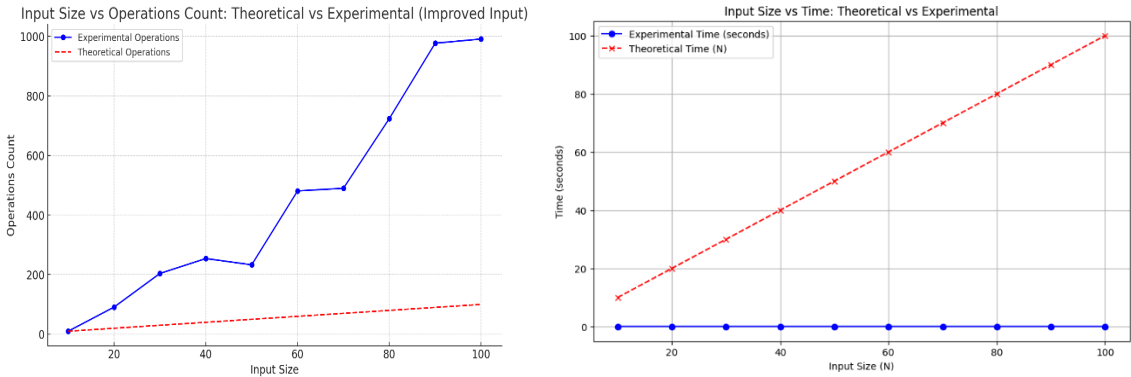 Input Size vs Operations Count: Theoretical vs Experimental (Improved Input)
Experimental Operations
Theoretical Operations
Operations Count
1000
800
600
400
200
0
20
40
60
80
100
Input Size
Input Size vs Time: Theoretical vs Experimental
Experimental Time (seconds)
Theoretical Time (N)
Time (seconds)
100
80
60
40
20
0
20
40
60
80
100
Input Size (N)